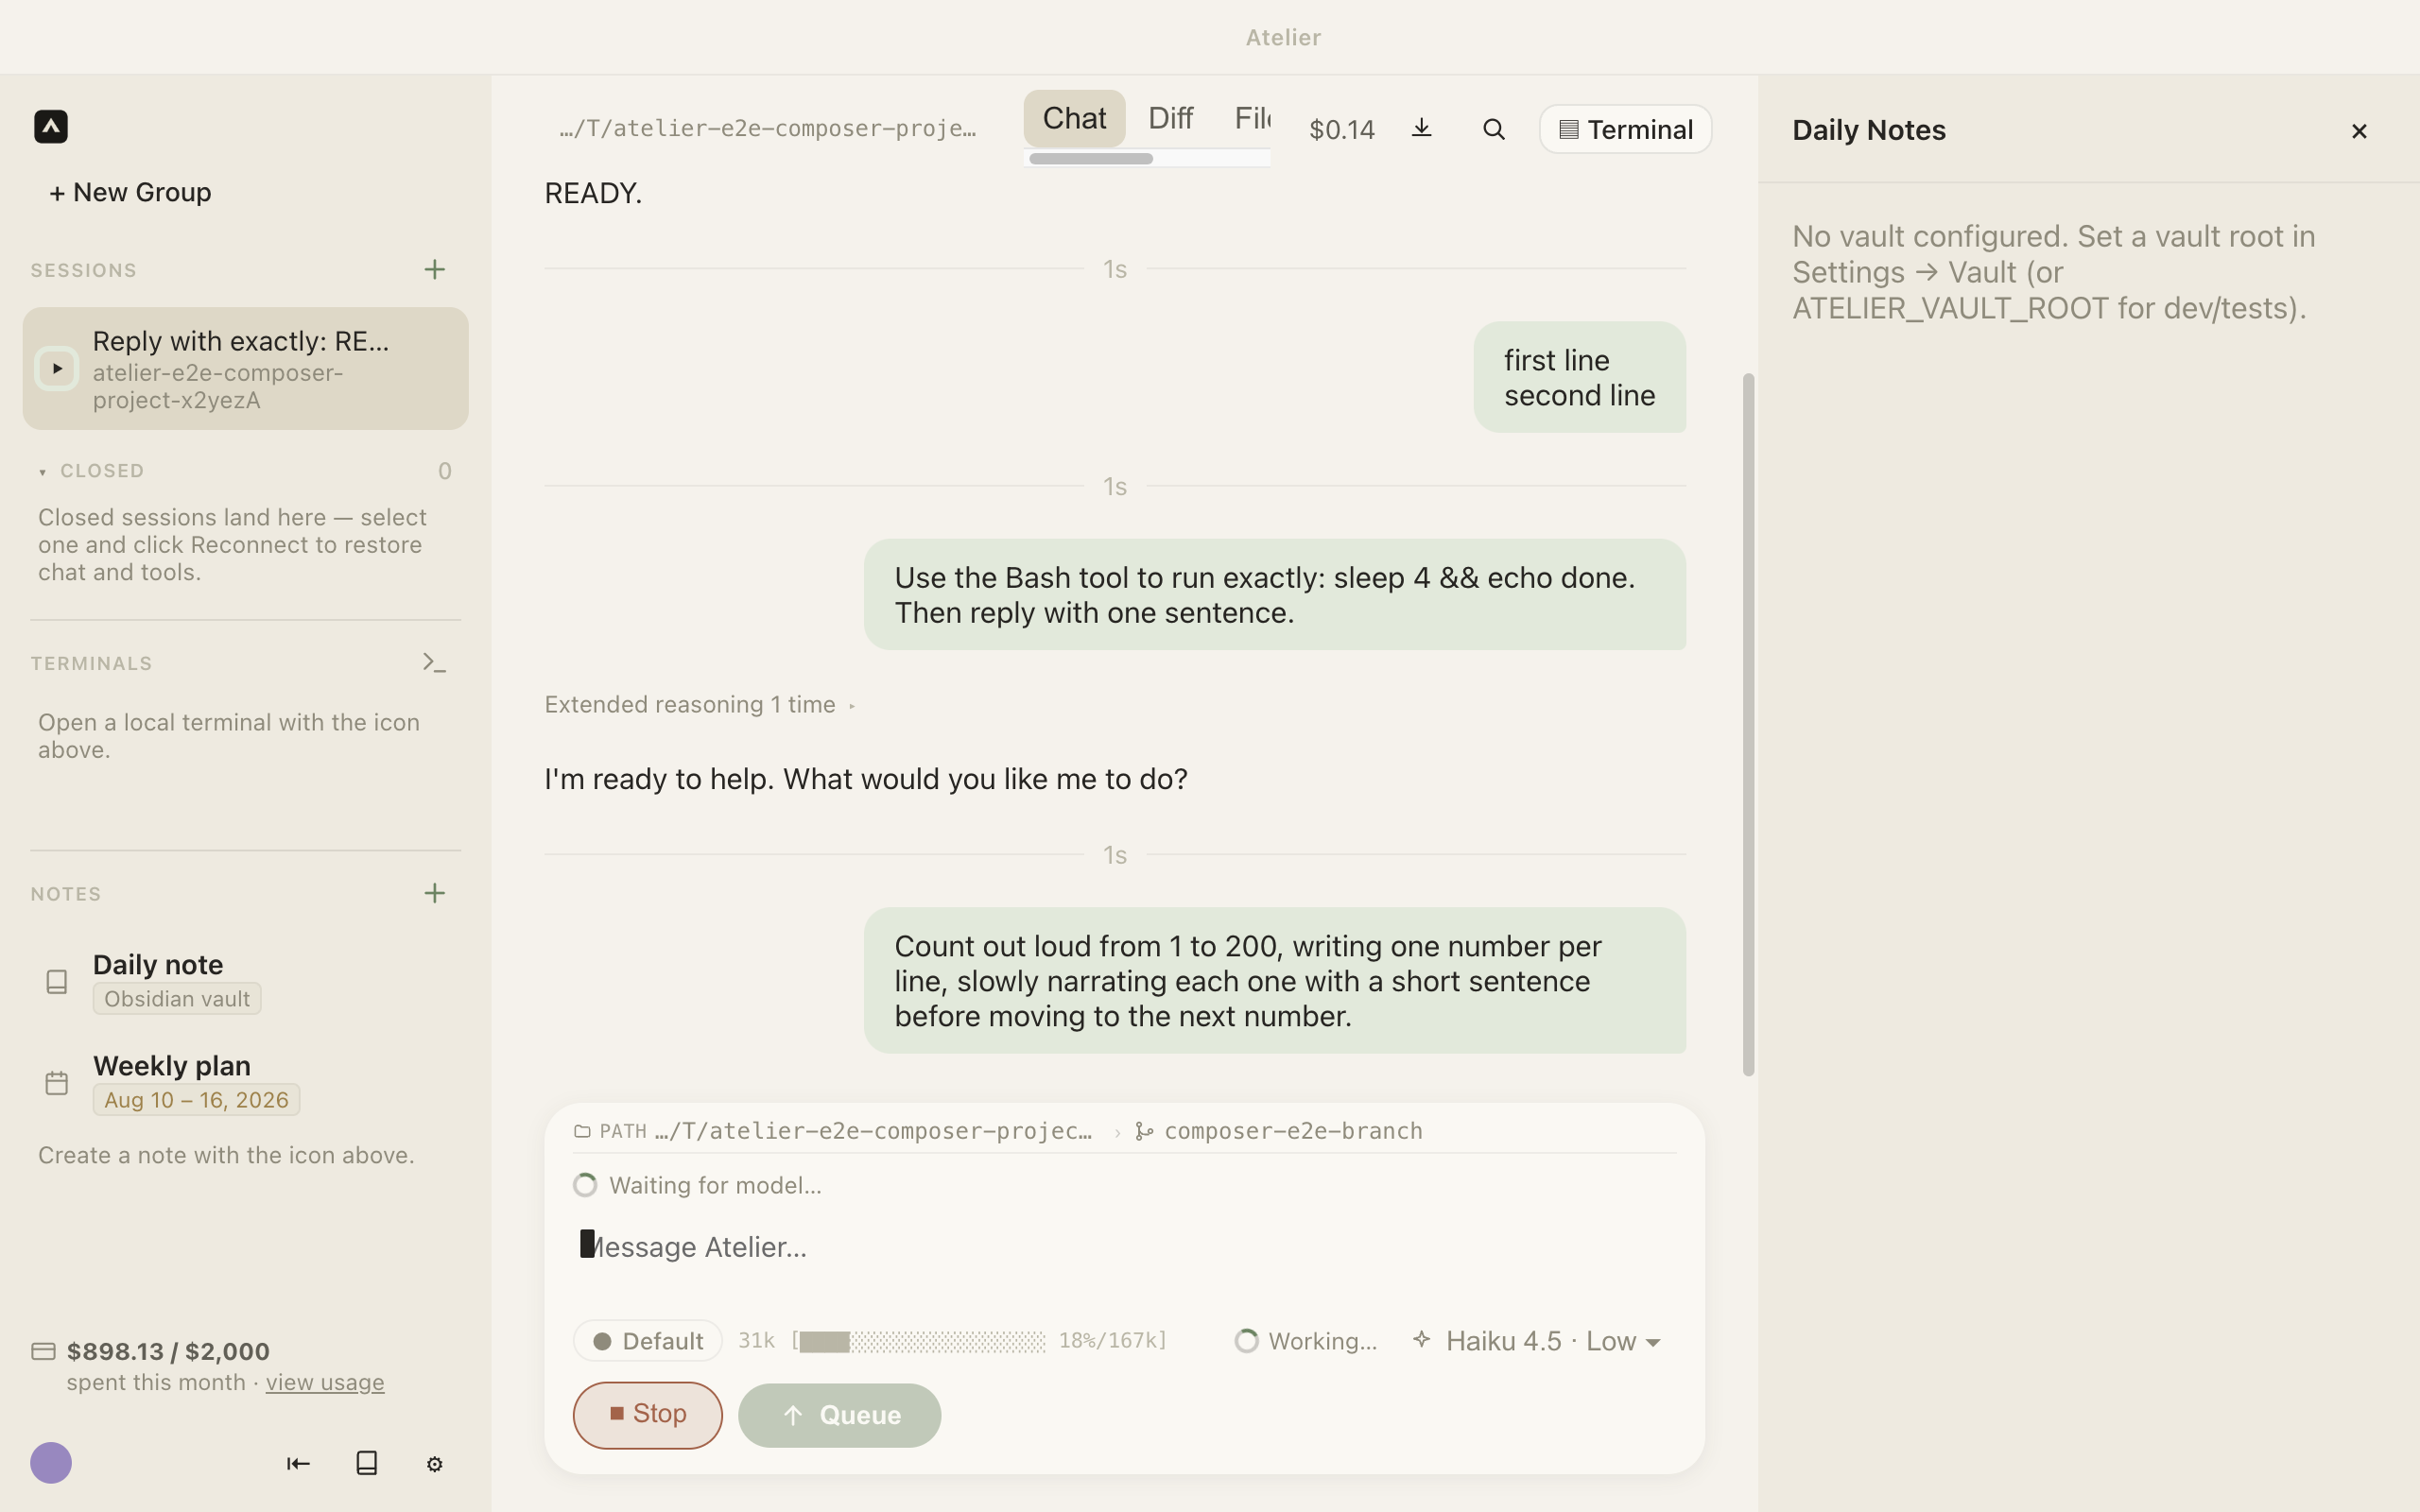 Atelier
+ New Group
SESSIONS
Reply with exactly: RE…
atelier-e2e-composer-
project-x2yezA
CLOSED 0
Closed sessions land here — select
one and click Reconnect to restore
chat and tools.
TERMINALS
Open a local terminal with the icon
above.
NOTES
Daily note
Obsidian vault
Weekly plan
Aug 10 – 16, 2026
Create a note with the icon above.
$898.13 / $2,000
spent this month · view usage
…/T/atelier-e2e-composer-proje…
Chat Diff
$0.14
Terminal
READY.
1s
first line
second line
1s
Use the Bash tool to run exactly: sleep 4 && echo done.
Then reply with one sentence.
Extended reasoning 1 time
I'm ready to help. What would you like me to do?
1s
Count out loud from 1 to 200, writing one number per
line, slowly narrating each one with a short sentence
before moving to the next number.
PATH …/T/atelier-e2e-composer-projec… › composer-e2e-branch
Waiting for model…
Message Atelier…
Default 31k [ 18%/167k] Working… Haiku 4.5 · Low
Stop Queue
Daily Notes
No vault configured. Set a vault root in
Settings → Vault (or
ATELIER_VAULT_ROOT for dev/tests).